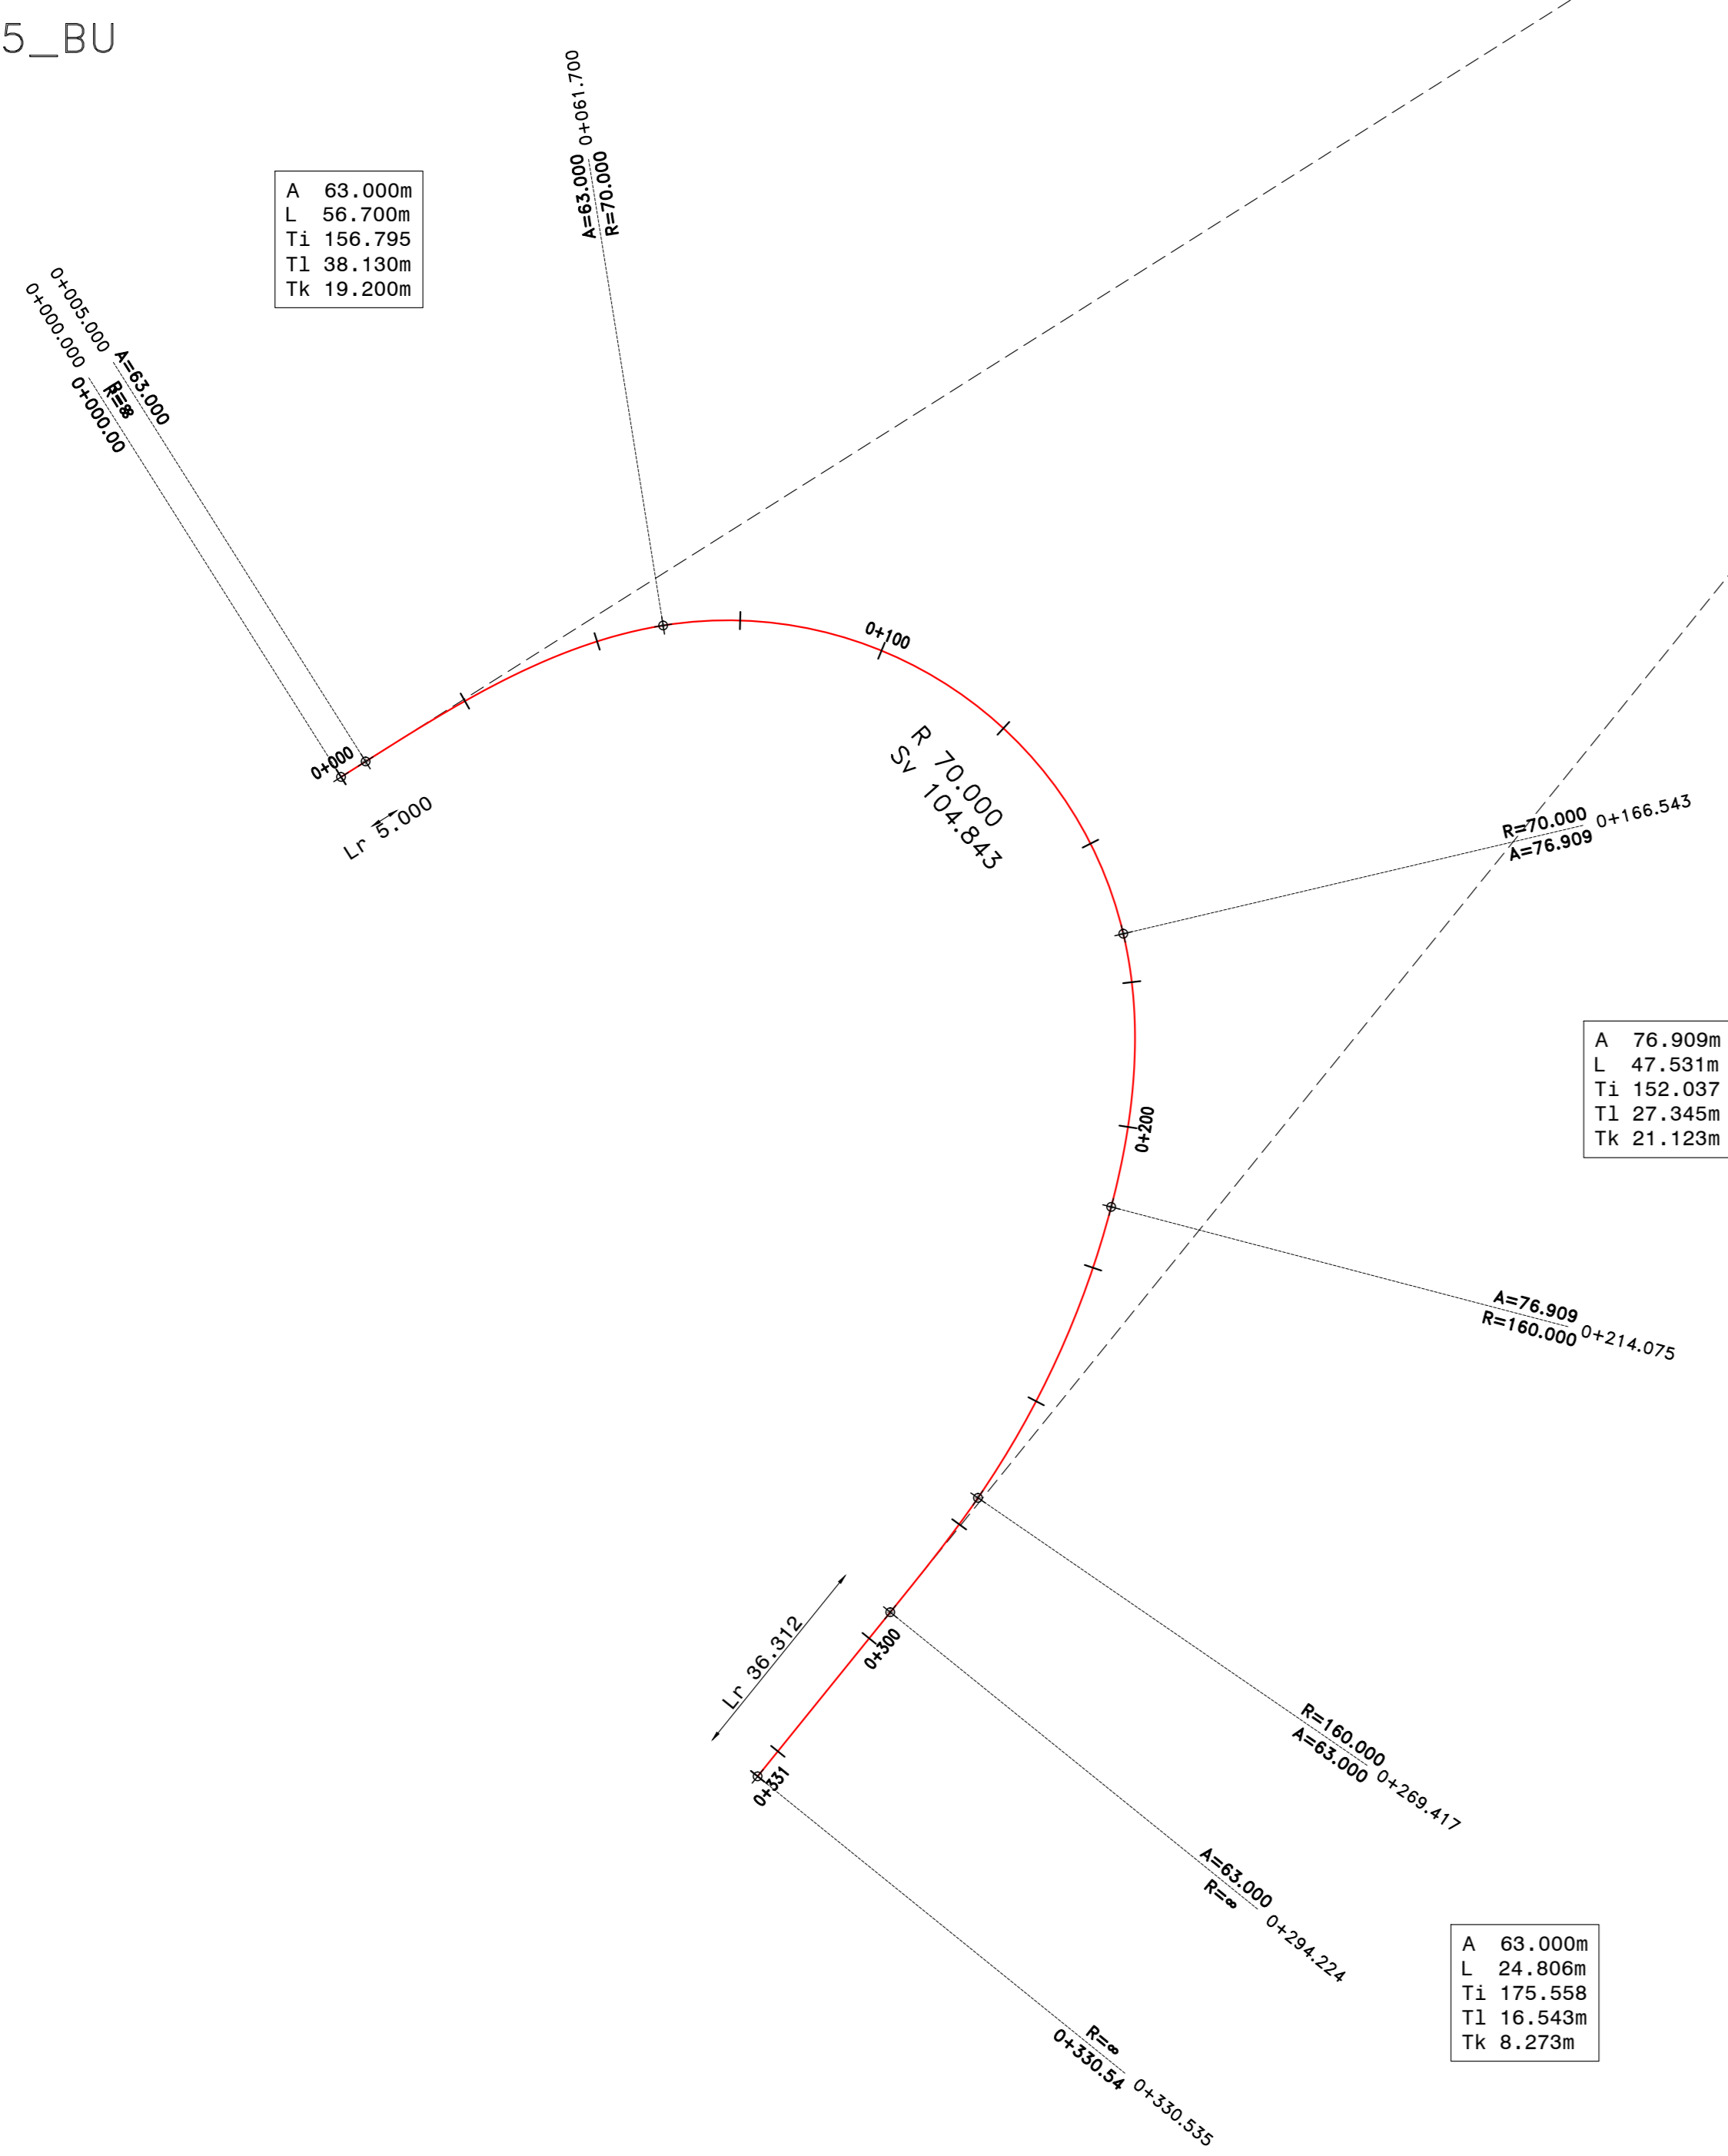 5_BU
0+061.700
A=63.000
R=70.000
A 63.000m
L 56.700m
Ti 156.795
Tl 38.130m
Tk 19.200m
0+005.000
A=63.000
R=∞
0+000.000
R=∞
0+000.00
0+000
Lr 5.000
0+100
R 70.000
Sv 104.843
R=70.000
A=76.909
0+166.543
A 76.909m
L 47.531m
Ti 152.037
Tl 27.345m
Tk 21.123m
0+200
A=76.909
R=160.000
0+214.075
Lr 36.312
0+300
0+331
R=160.000
A=63.000
0+269.417
A=63.000
R=∞
0+294.224
A 63.000m
L 24.806m
Ti 175.558
Tl 16.543m
Tk 8.273m
R=∞
0+330.54
0+330.535